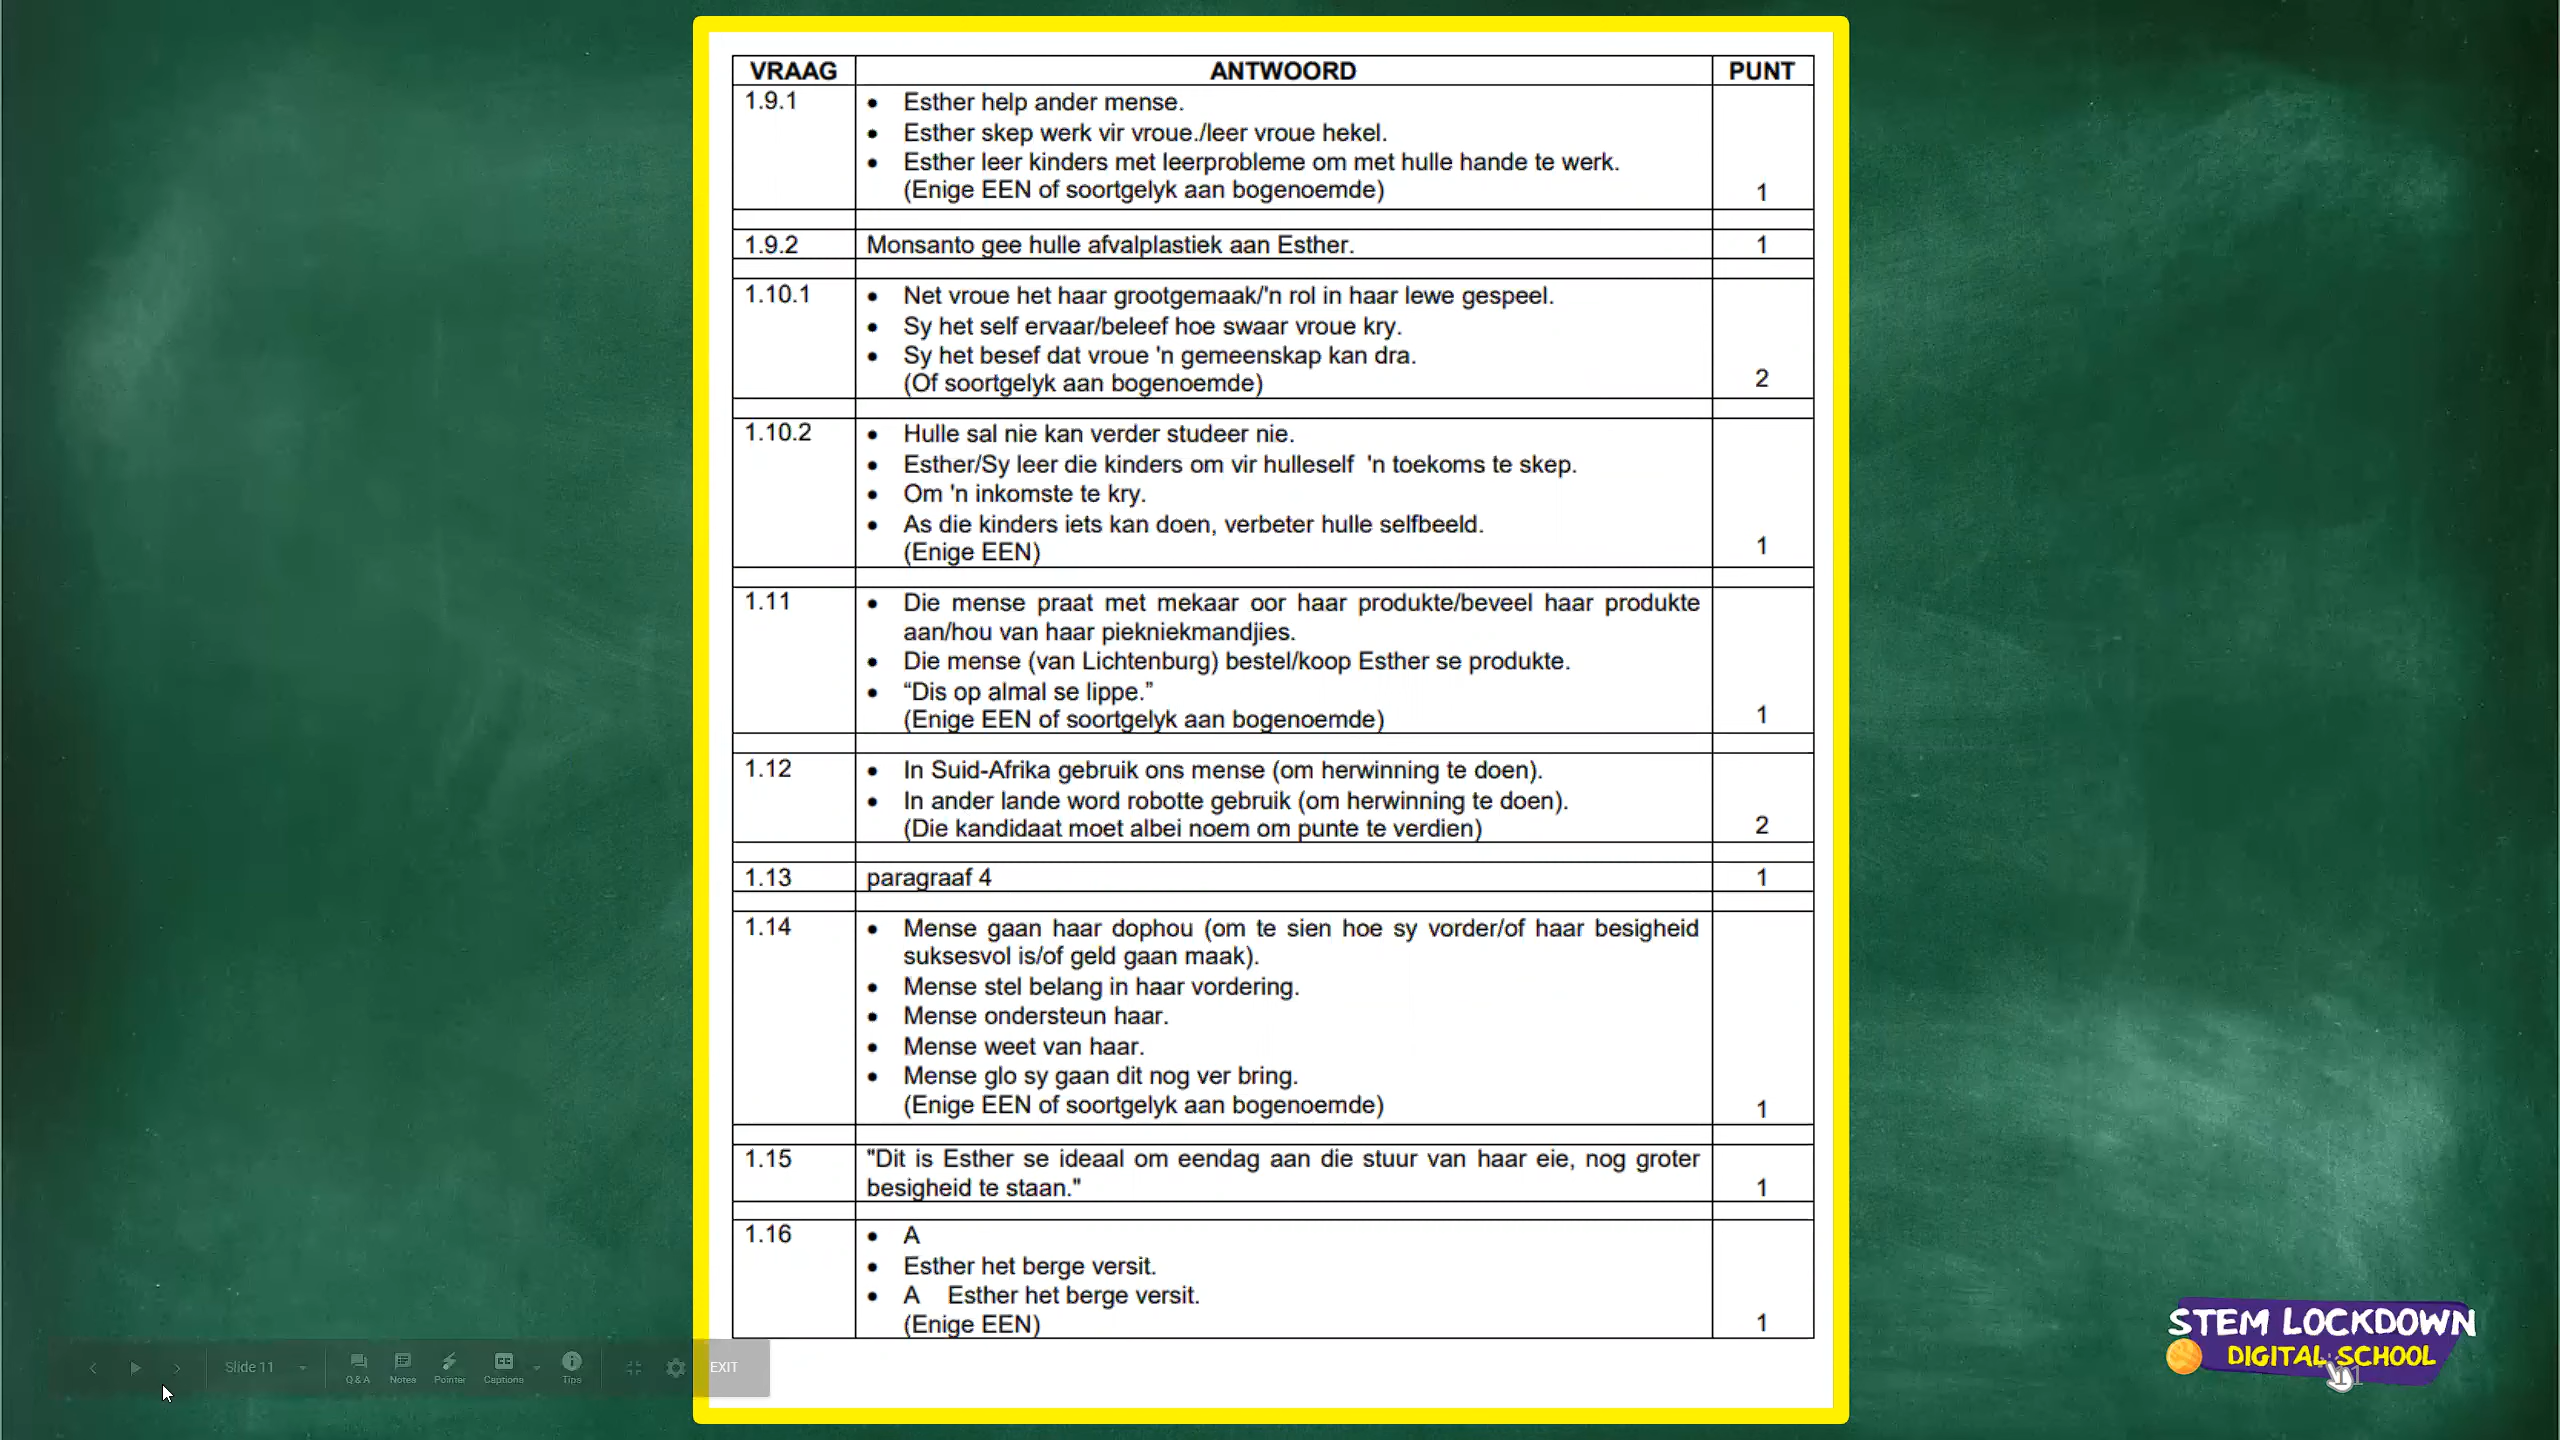 VRAAG ANTWOORD PUNT
1.9.1 • Esther help ander mense.
• Esther skep werk vir vroue./leer vroue hekel.
• Esther leer kinders met leerprobleme om met hulle hande te werk.
(Enige EEN of soortgelyk aan bogenoemde) 1
1.9.2 Monsanto gee hulle afvalplastiek aan Esther. 1
1.10.1 • Net vroue het haar grootgemaak/'n rol in haar lewe gespeel.
• Sy het self ervaar/beleef hoe swaar vroue kry.
• Sy het besef dat vroue 'n gemeenskap kan dra.
(Of soortgelyk aan bogenoemde) 2
1.10.2 • Hulle sal nie kan verder studeer nie.
• Esther/Sy leer die kinders om vir hulleself 'n toekoms te skep.
• Om 'n inkomste te kry.
• As die kinders iets kan doen, verbeter hulle selfbeeld.
(Enige EEN) 1
1.11 • Die mense praat met mekaar oor haar produkte/beveel haar produkte
aan/hou van haar piekniekmandjies.
• Die mense (van Lichtenburg) bestel/koop Esther se produkte.
• “Dis op almal se lippe.”
(Enige EEN of soortgelyk aan bogenoemde) 1
1.12 • In Suid-Afrika gebruik ons mense (om herwinning te doen).
• In ander lande word robotte gebruik (om herwinning te doen).
(Die kandidaat moet albei noem om punte te verdien) 2
1.13 paragraaf 4 1
1.14 • Mense gaan haar dophou (om te sien hoe sy vorder/of haar besigheid
suksesvol is/of geld gaan maak).
• Mense stel belang in haar vordering.
• Mense ondersteun haar.
• Mense weet van haar.
• Mense glo sy gaan dit nog ver bring.
(Enige EEN of soortgelyk aan bogenoemde) 1
1.15 "Dit is Esther se ideaal om eendag aan die stuur van haar eie, nog groter
besigheid te staan." 1
1.16 • A
• Esther het berge versit.
• A Esther het berge versit.
(Enige EEN) 1
STEM LOCKDOWN
DIGITAL SCHOOL
11
Slide 11 Q&A Notes Pointer Captions Tips EXIT